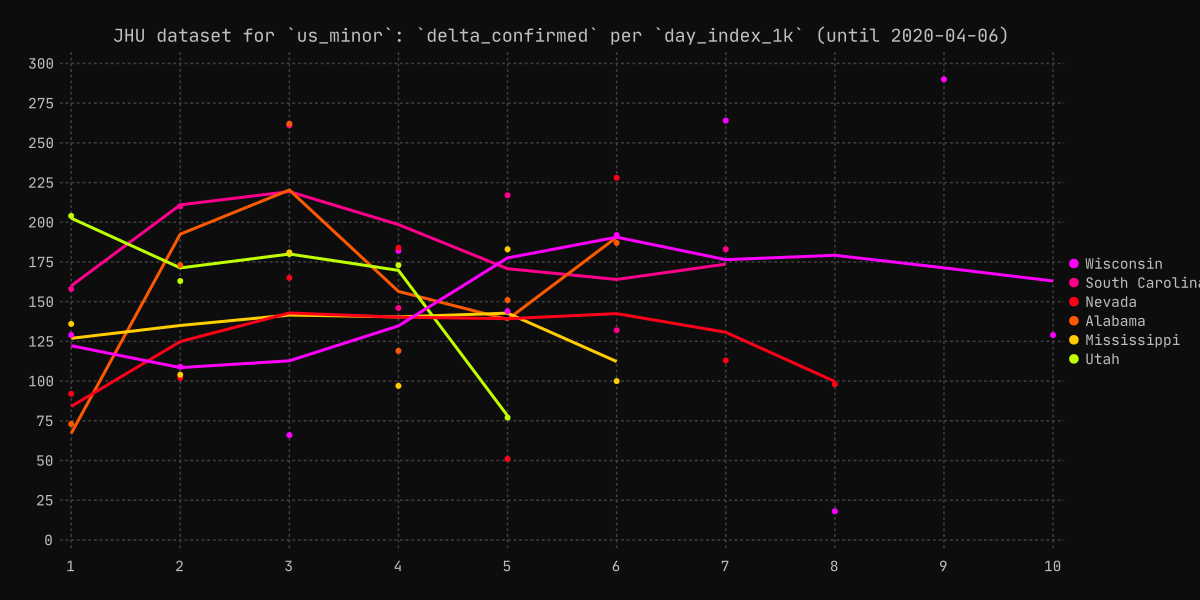 JHU dataset for `us_minor`: `delta_confirmed` per `day_index_1k` (until 2020-04-06)
300
275
250
225
200
175
150
125
100
75
50
25
0
1 2 3 4 5 6 7 8 9 10
Wisconsin
South Carolina
Nevada
Alabama
Mississippi
Utah